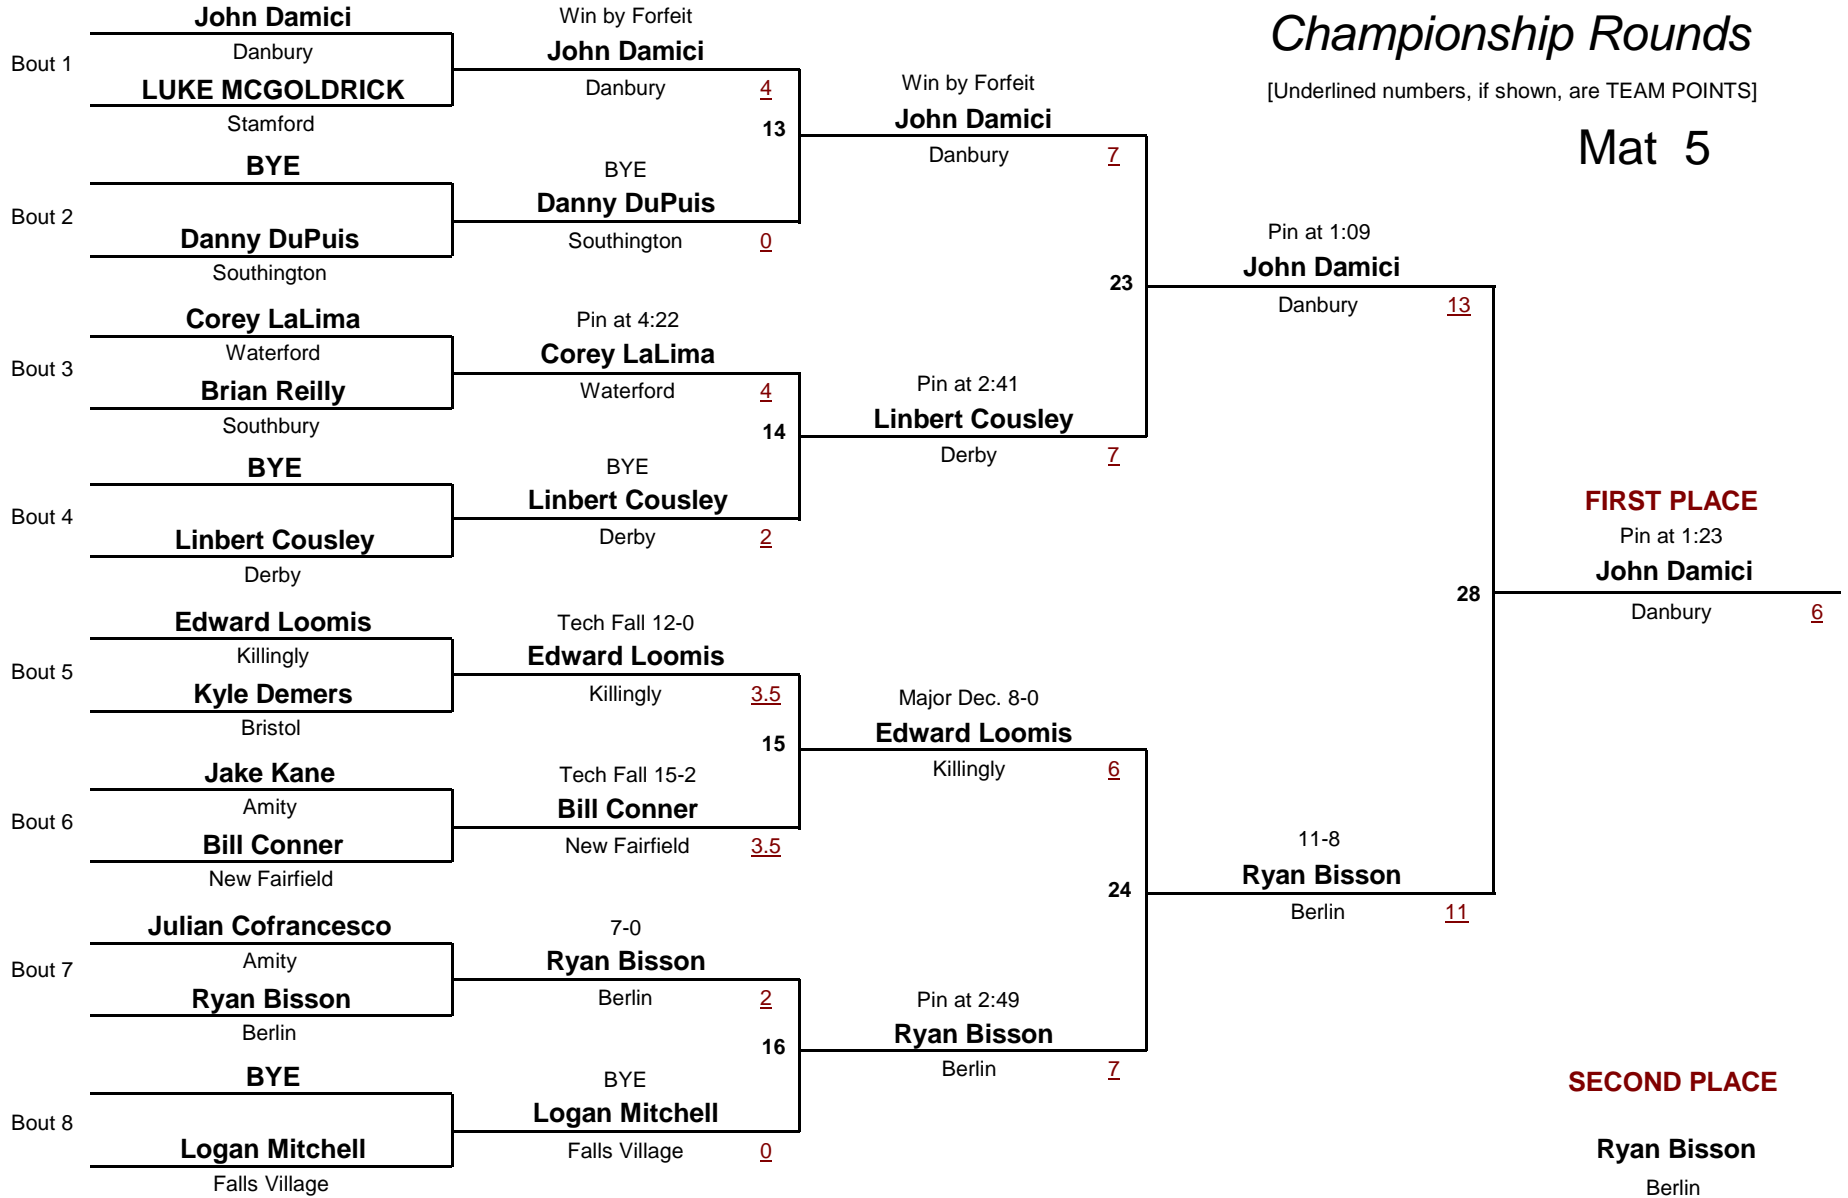 Championship Rounds
[Underlined numbers, if shown, are TEAM POINTS]
Mat 5
Bout 1
John Damici
Danbury
LUKE MCGOLDRICK
Stamford
Bout 2
BYE
Danny DuPuis
Southington
Bout 3
Corey LaLima
Waterford
Brian Reilly
Southbury
Bout 4
BYE
Linbert Cousley
Derby
Bout 5
Edward Loomis
Killingly
Kyle Demers
Bristol
Bout 6
Jake Kane
Amity
Bill Conner
New Fairfield
Bout 7
Julian Cofrancesco
Amity
Ryan Bisson
Berlin
Bout 8
BYE
Logan Mitchell
Falls Village
Win by Forfeit
John Damici
Danbury 4
13
BYE
Danny DuPuis
Southington 0
Pin at 4:22
Corey LaLima
Waterford 4
14
BYE
Linbert Cousley
Derby 2
Tech Fall 12-0
Edward Loomis
Killingly 3.5
15
Tech Fall 15-2
Bill Conner
New Fairfield 3.5
7-0
Ryan Bisson
Berlin 2
16
BYE
Logan Mitchell
Falls Village 0
Win by Forfeit
John Damici
Danbury 7
23
Pin at 2:41
Linbert Cousley
Derby 7
Major Dec. 8-0
Edward Loomis
Killingly 6
24
Pin at 2:49
Ryan Bisson
Berlin 7
Pin at 1:09
John Damici
Danbury 13
28
11-8
Ryan Bisson
Berlin 11
FIRST PLACE
Pin at 1:23
John Damici
Danbury 6
SECOND PLACE
Ryan Bisson
Berlin